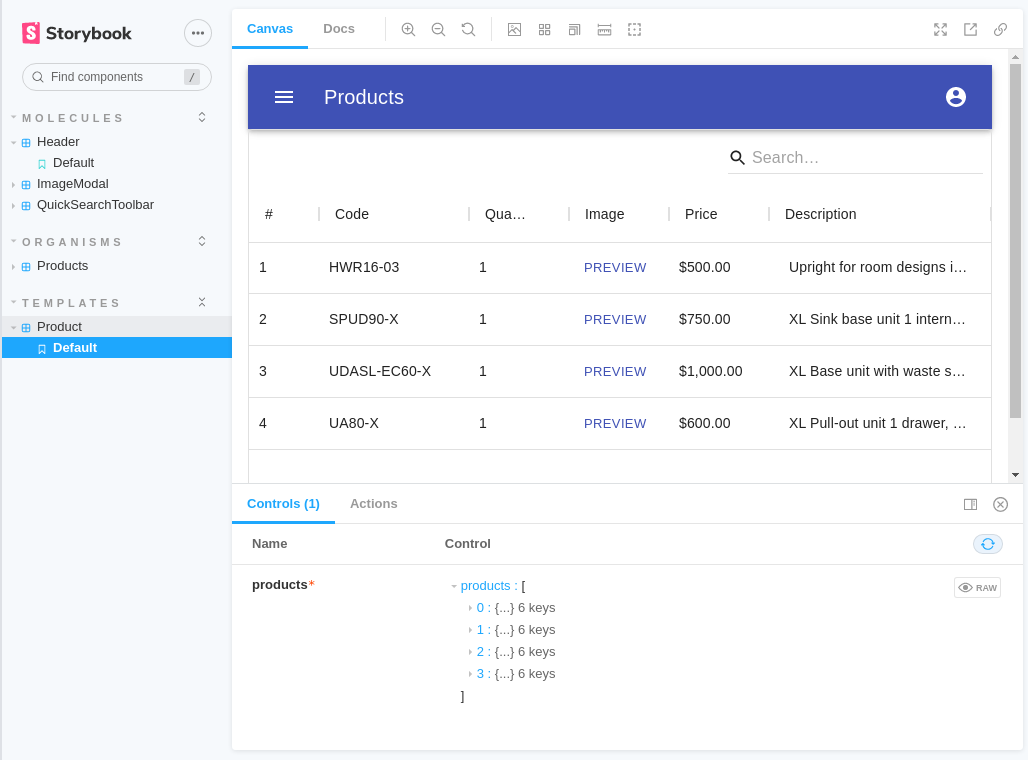 Storybook
Find components /
MOLECULES
Header
Default
ImageModal
QuickSearchToolbar
ORGANISMS
Products
TEMPLATES
Product
Default
Canvas Docs
Products
Search…
# Code Qua… Image Price Description
1 HWR16-03 1 PREVIEW $500.00 Upright for room designs i…
2 SPUD90-X 1 PREVIEW $750.00 XL Sink base unit 1 intern…
3 UDASL-EC60-X 1 PREVIEW $1,000.00 XL Base unit with waste s…
4 UA80-X 1 PREVIEW $600.00 XL Pull-out unit 1 drawer, …
Controls (1) Actions
Name Control
products* products : [ RAW
0 : {...} 6 keys
1 : {...} 6 keys
2 : {...} 6 keys
3 : {...} 6 keys
]